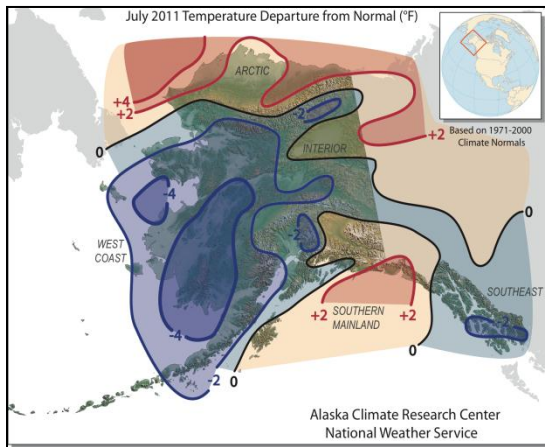 July 2011 Temperature Departure from Normal (°F)
ARCTIC
+4
+2
0
-2
INTERIOR
+2
Based on 1971-2000
Climate Normals
-4
WEST
COAST
-2
0
SOUTHEAST
+2
SOUTHERN
MAINLAND
+2
-2
-4
-2
0
0
Alaska Climate Research Center
National Weather Service